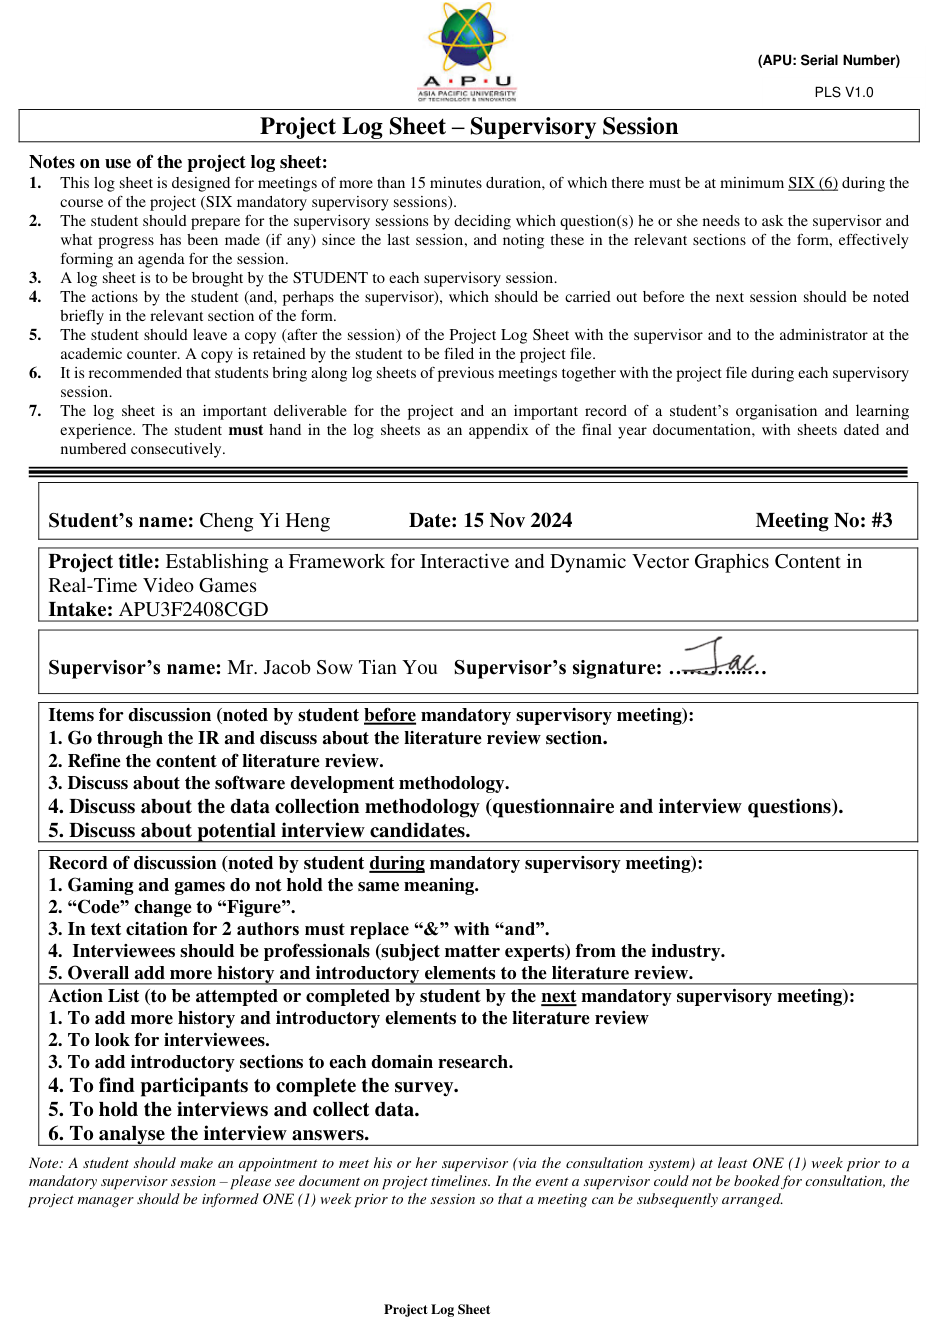 A • P • U
ASIA PACIFIC UNIVERSITY
OF TECHNOLOGY & INNOVATION
(APU: Serial Number)
PLS V1.0
Project Log Sheet – Supervisory Session
Notes on use of the project log sheet:
1. This log sheet is designed for meetings of more than 15 minutes duration, of which there must be at minimum SIX (6) during the
course of the project (SIX mandatory supervisory sessions).
2. The student should prepare for the supervisory sessions by deciding which question(s) he or she needs to ask the supervisor and
what progress has been made (if any) since the last session, and noting these in the relevant sections of the form, effectively
forming an agenda for the session.
3. A log sheet is to be brought by the STUDENT to each supervisory session.
4. The actions by the student (and, perhaps the supervisor), which should be carried out before the next session should be noted
briefly in the relevant section of the form.
5. The student should leave a copy (after the session) of the Project Log Sheet with the supervisor and to the administrator at the
academic counter. A copy is retained by the student to be filed in the project file.
6. It is recommended that students bring along log sheets of previous meetings together with the project file during each supervisory
session.
7. The log sheet is an important deliverable for the project and an important record of a student’s organisation and learning
experience. The student must hand in the log sheets as an appendix of the final year documentation, with sheets dated and
numbered consecutively.
Student’s name: Cheng Yi Heng Date: 15 Nov 2024 Meeting No: #3
Project title: Establishing a Framework for Interactive and Dynamic Vector Graphics Content in
Real-Time Video Games
Intake: APU3F2408CGD
Supervisor’s name: Mr. Jacob Sow Tian You Supervisor’s signature: ..Jac..
Items for discussion (noted by student before mandatory supervisory meeting):
1. Go through the IR and discuss about the literature review section.
2. Refine the content of literature review.
3. Discuss about the software development methodology.
4. Discuss about the data collection methodology (questionnaire and interview questions).
5. Discuss about potential interview candidates.
Record of discussion (noted by student during mandatory supervisory meeting):
1. Gaming and games do not hold the same meaning.
2. “Code” change to “Figure”.
3. In text citation for 2 authors must replace “&” with “and”.
4. Interviewees should be professionals (subject matter experts) from the industry.
5. Overall add more history and introductory elements to the literature review.
Action List (to be attempted or completed by student by the next mandatory supervisory meeting):
1. To add more history and introductory elements to the literature review
2. To look for interviewees.
3. To add introductory sections to each domain research.
4. To find participants to complete the survey.
5. To hold the interviews and collect data.
6. To analyse the interview answers.
Note: A student should make an appointment to meet his or her supervisor (via the consultation system) at least ONE (1) week prior to a
mandatory supervisor session – please see document on project timelines. In the event a supervisor could not be booked for consultation, the
project manager should be informed ONE (1) week prior to the session so that a meeting can be subsequently arranged.
Project Log Sheet